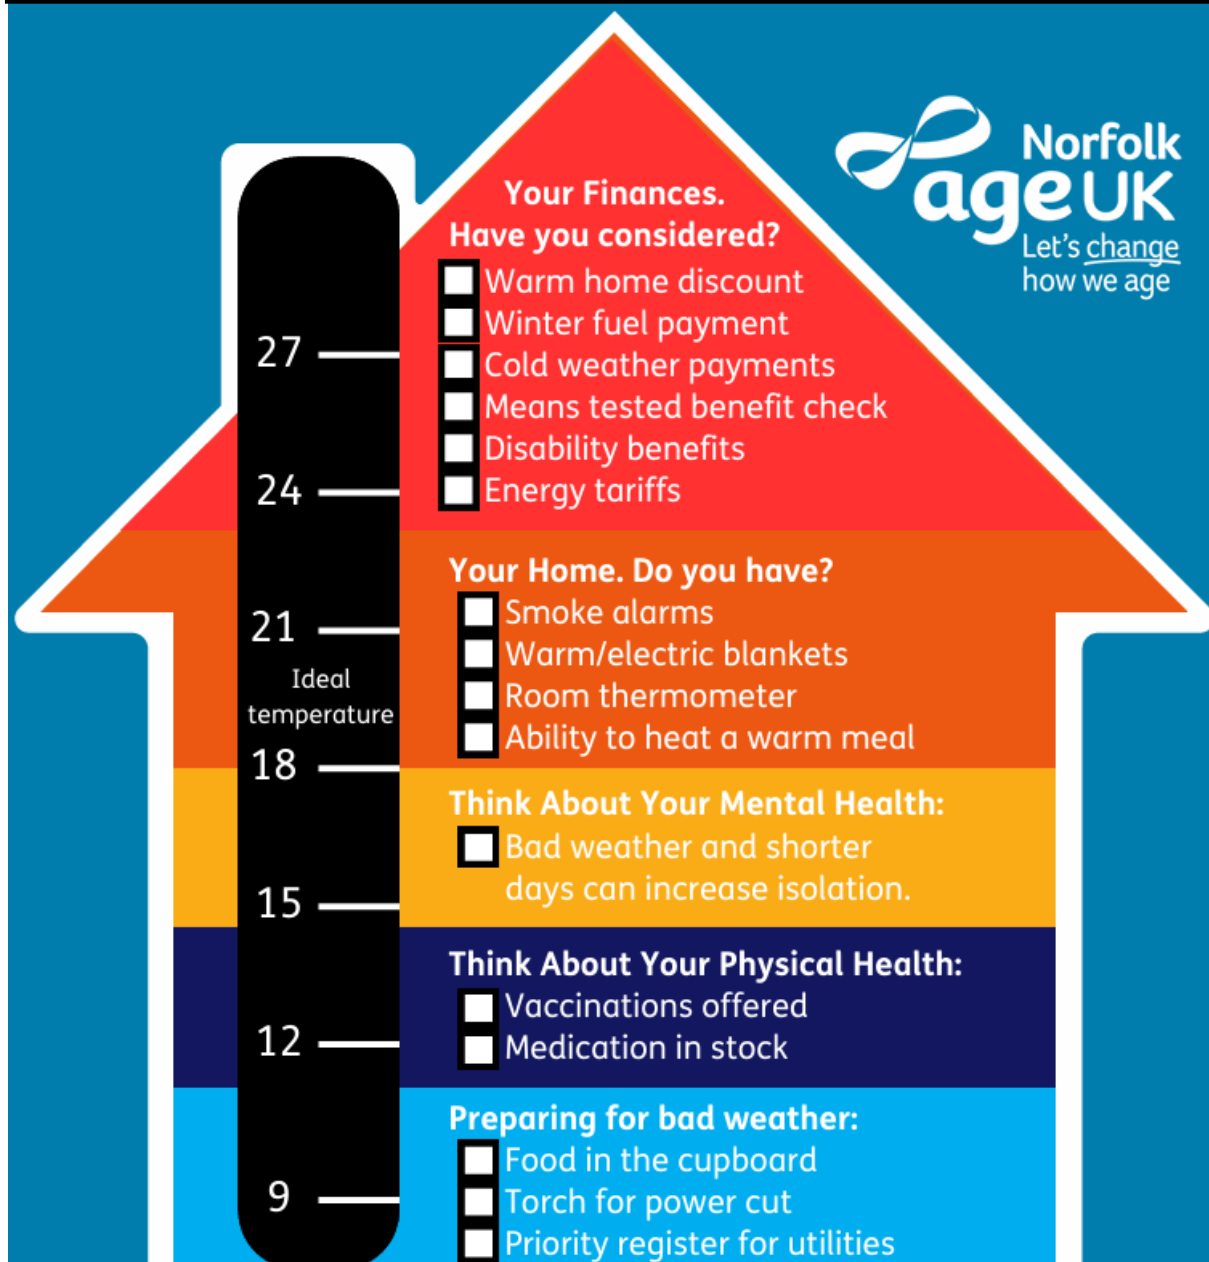 Norfolk
age UK
Let's change
how we age
Your Finances.
Have you considered?
Warm home discount
Winter fuel payment
Cold weather payments
Means tested benefit check
Disability benefits
Energy tariffs
Your Home. Do you have?
Smoke alarms
Warm/electric blankets
Room thermometer
Ability to heat a warm meal
Think About Your Mental Health:
Bad weather and shorter
days can increase isolation.
Think About Your Physical Health:
Vaccinations offered
Medication in stock
Preparing for bad weather:
Food in the cupboard
Torch for power cut
Priority register for utilities
27
24
21
Ideal
temperature
18
15
12
9